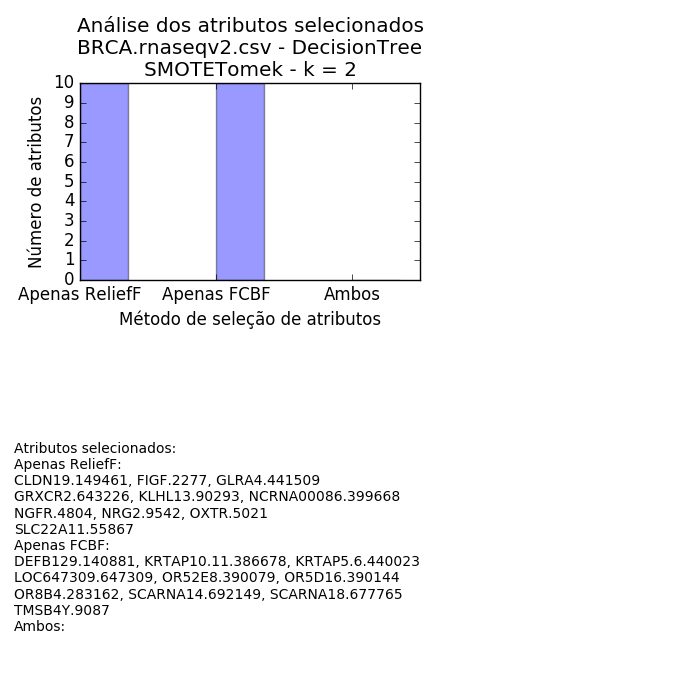 Análise dos atributos selecionados
BRCA.rnaseqv2.csv - DecisionTree
SMOTETomek - k = 2
10
9
8
7
6
5
4
3
2
1
0
Número de atributos
Apenas ReliefF Apenas FCBF Ambos
Método de seleção de atributos
Atributos selecionados:
Apenas ReliefF:
CLDN19.149461, FIGF.2277, GLRA4.441509
GRXCR2.643226, KLHL13.90293, NCRNA00086.399668
NGFR.4804, NRG2.9542, OXTR.5021
SLC22A11.55867
Apenas FCBF:
DEFB129.140881, KRTAP10.11.386678, KRTAP5.6.440023
LOC647309.647309, OR52E8.390079, OR5D16.390144
OR8B4.283162, SCARNA14.692149, SCARNA18.677765
TMSB4Y.9087
Ambos: